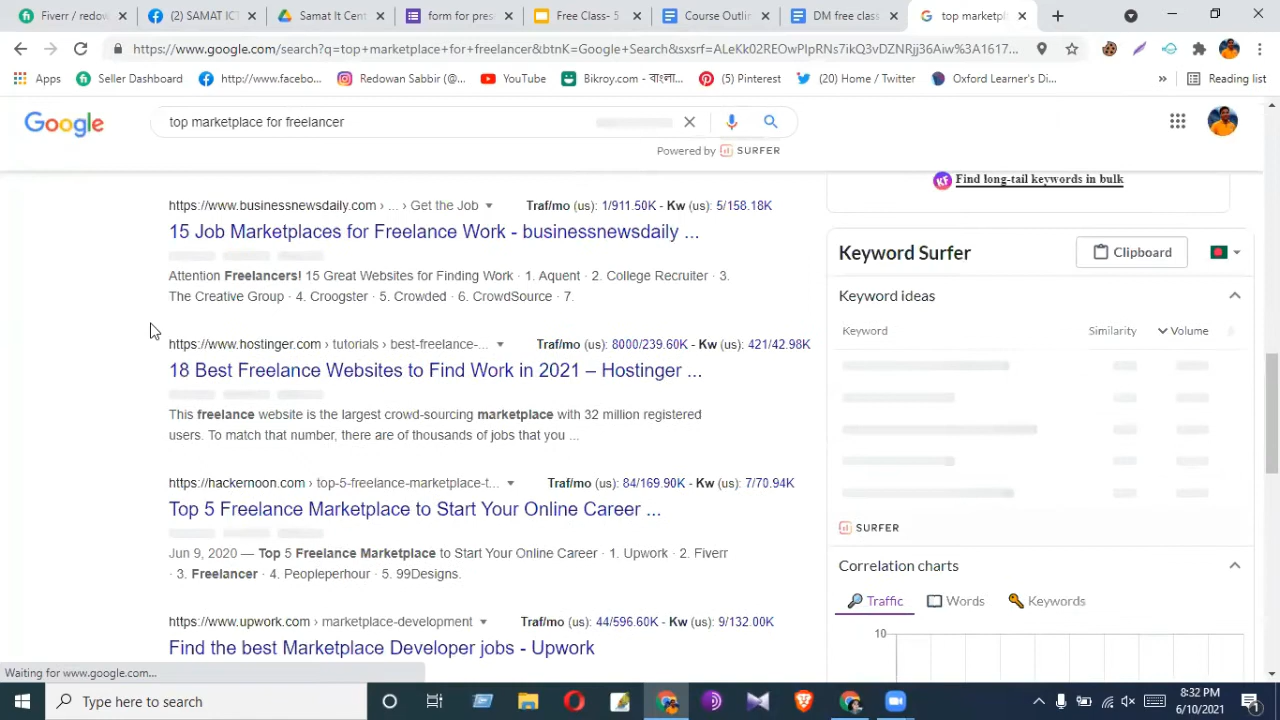 Fiverr / redow
(2) SAMAT ICT
Samat It Cent
form for pres
Free Class- 5
Course Outlin
DM free class
top marketpl
https://www.google.com/search?q=top+marketplace+for+freelancer&btnK=Google+Search&sxsrf=ALeKk02REOwPlpRNs7ikQ3vDZNRjj36Aiw%3A1617...
Apps
Seller Dashboard
http://www.facebo...
Redowan Sabbir (@...
YouTube
Bikroy.com - বাংলা...
(5) Pinterest
(20) Home / Twitter
Oxford Learner's Di...
»
Reading list
Google
top marketplace for freelancer
Powered by SURFER
Find long-tail keywords in bulk
https://www.businessnewsdaily.com › ... › Get the Job
Traf/mo (us): 1/911.50K - Kw (us): 5/158.18K
15 Job Marketplaces for Freelance Work - businessnewsdaily ...
Attention Freelancers! 15 Great Websites for Finding Work · 1. Aquent · 2. College Recruiter · 3.
The Creative Group · 4. Croogster · 5. Crowded · 6. CrowdSource · 7.
https://www.hostinger.com › tutorials › best-freelance-...
Traf/mo (us): 8000/239.60K - Kw (us): 421/42.98K
18 Best Freelance Websites to Find Work in 2021 – Hostinger ...
This freelance website is the largest crowd-sourcing marketplace with 32 million registered
users. To match that number, there are of thousands of jobs that you ...
https://hackernoon.com › top-5-freelance-marketplace-t...
Traf/mo (us): 84/169.90K - Kw (us): 7/70.94K
Top 5 Freelance Marketplace to Start Your Online Career ...
Jun 9, 2020 — Top 5 Freelance Marketplace to Start Your Online Career · 1. Upwork · 2. Fiverr
· 3. Freelancer · 4. Peopleperhour · 5. 99Designs.
https://www.upwork.com › marketplace-development
Traf/mo (us): 44/596.60K - Kw (us): 9/132.00K
Find the best Marketplace Developer jobs - Upwork
Keyword Surfer
Clipboard
Keyword ideas
Keyword
Similarity
Volume
SURFER
Correlation charts
Traffic
Words
Keywords
10
Waiting for www.google.com...
Type here to search
8:32 PM
6/10/2021
1